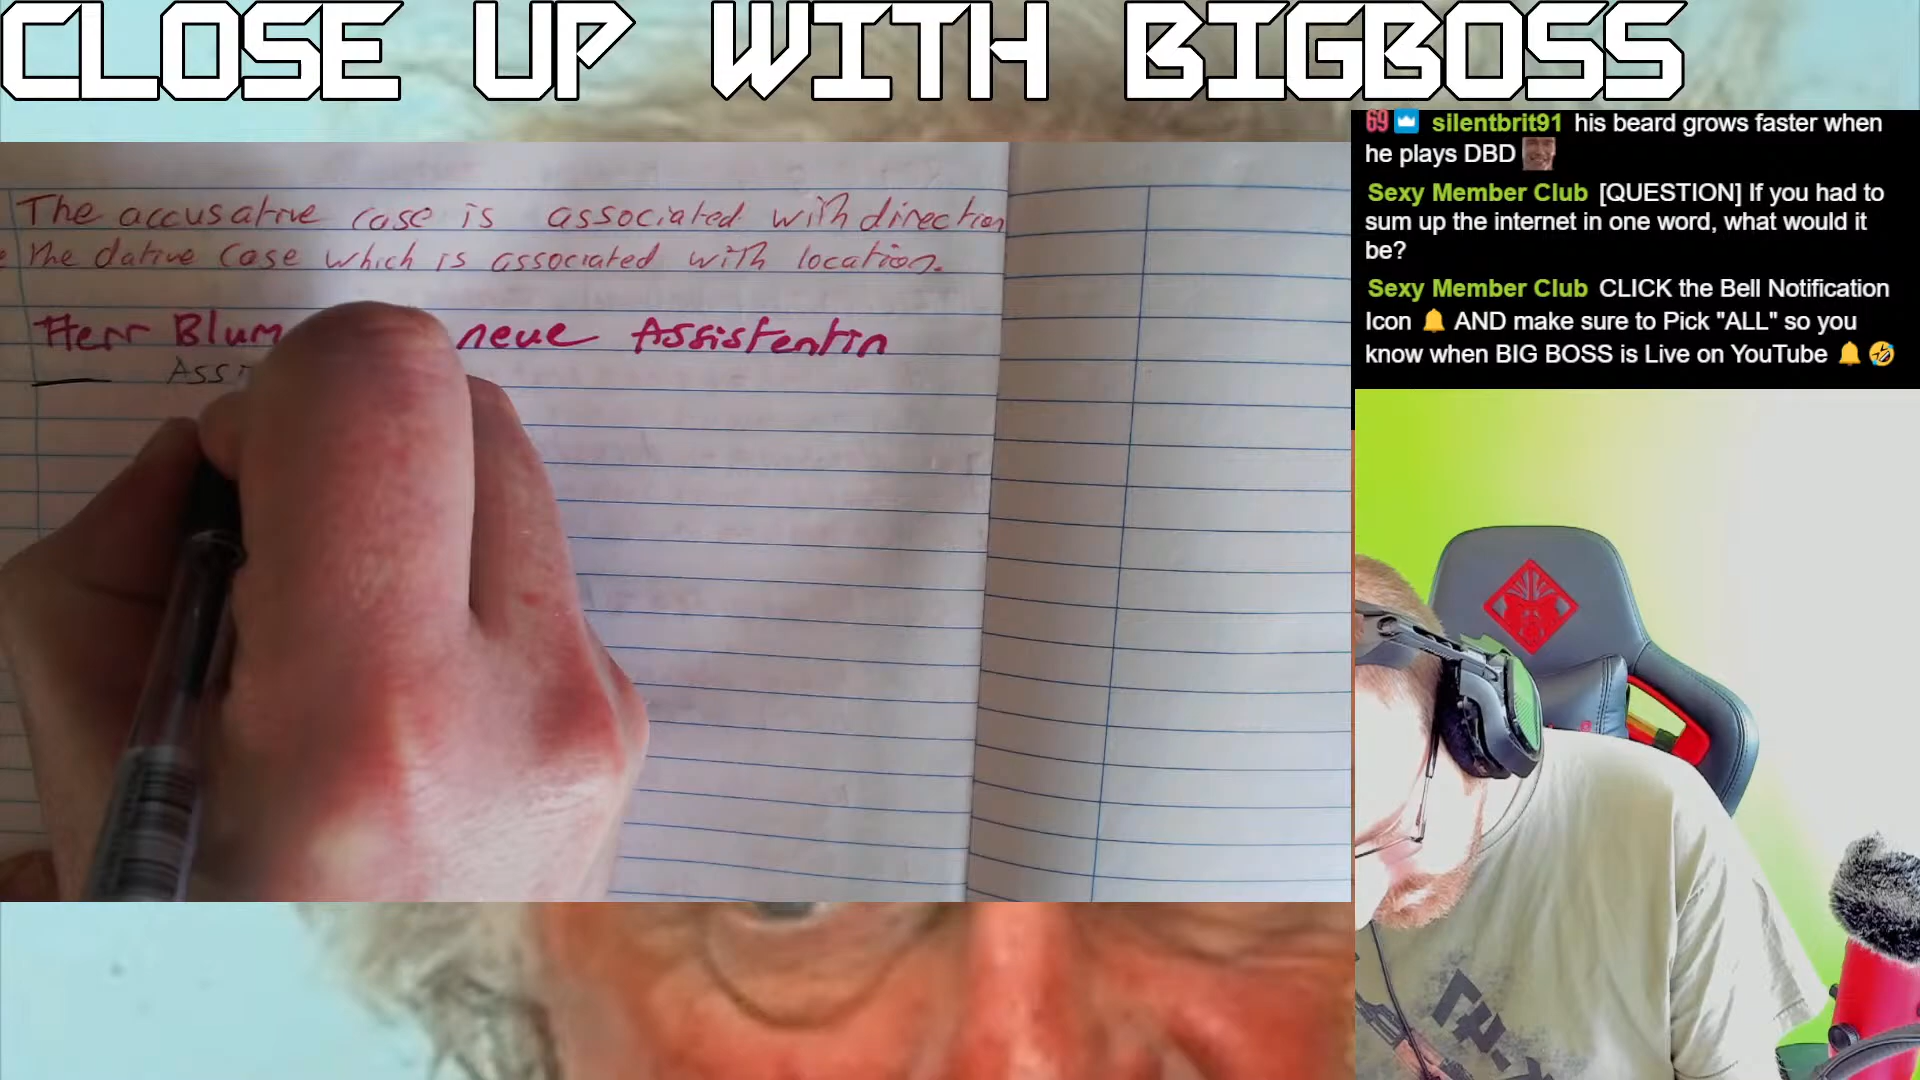 CLOSE UP WITH BIGBOSS
The accusative case is associated with direction
the dative case which is associated with location.
Herr Blum neue Assistentin
Ass
69 silentbrit91 his beard grows faster when
he plays DBD
Sexy Member Club [QUESTION] If you had to
sum up the internet in one word, what would it
be?
Sexy Member Club CLICK the Bell Notification
Icon 🔔 AND make sure to Pick "ALL" so you
know when BIG BOSS is Live on YouTube 🔔🤣